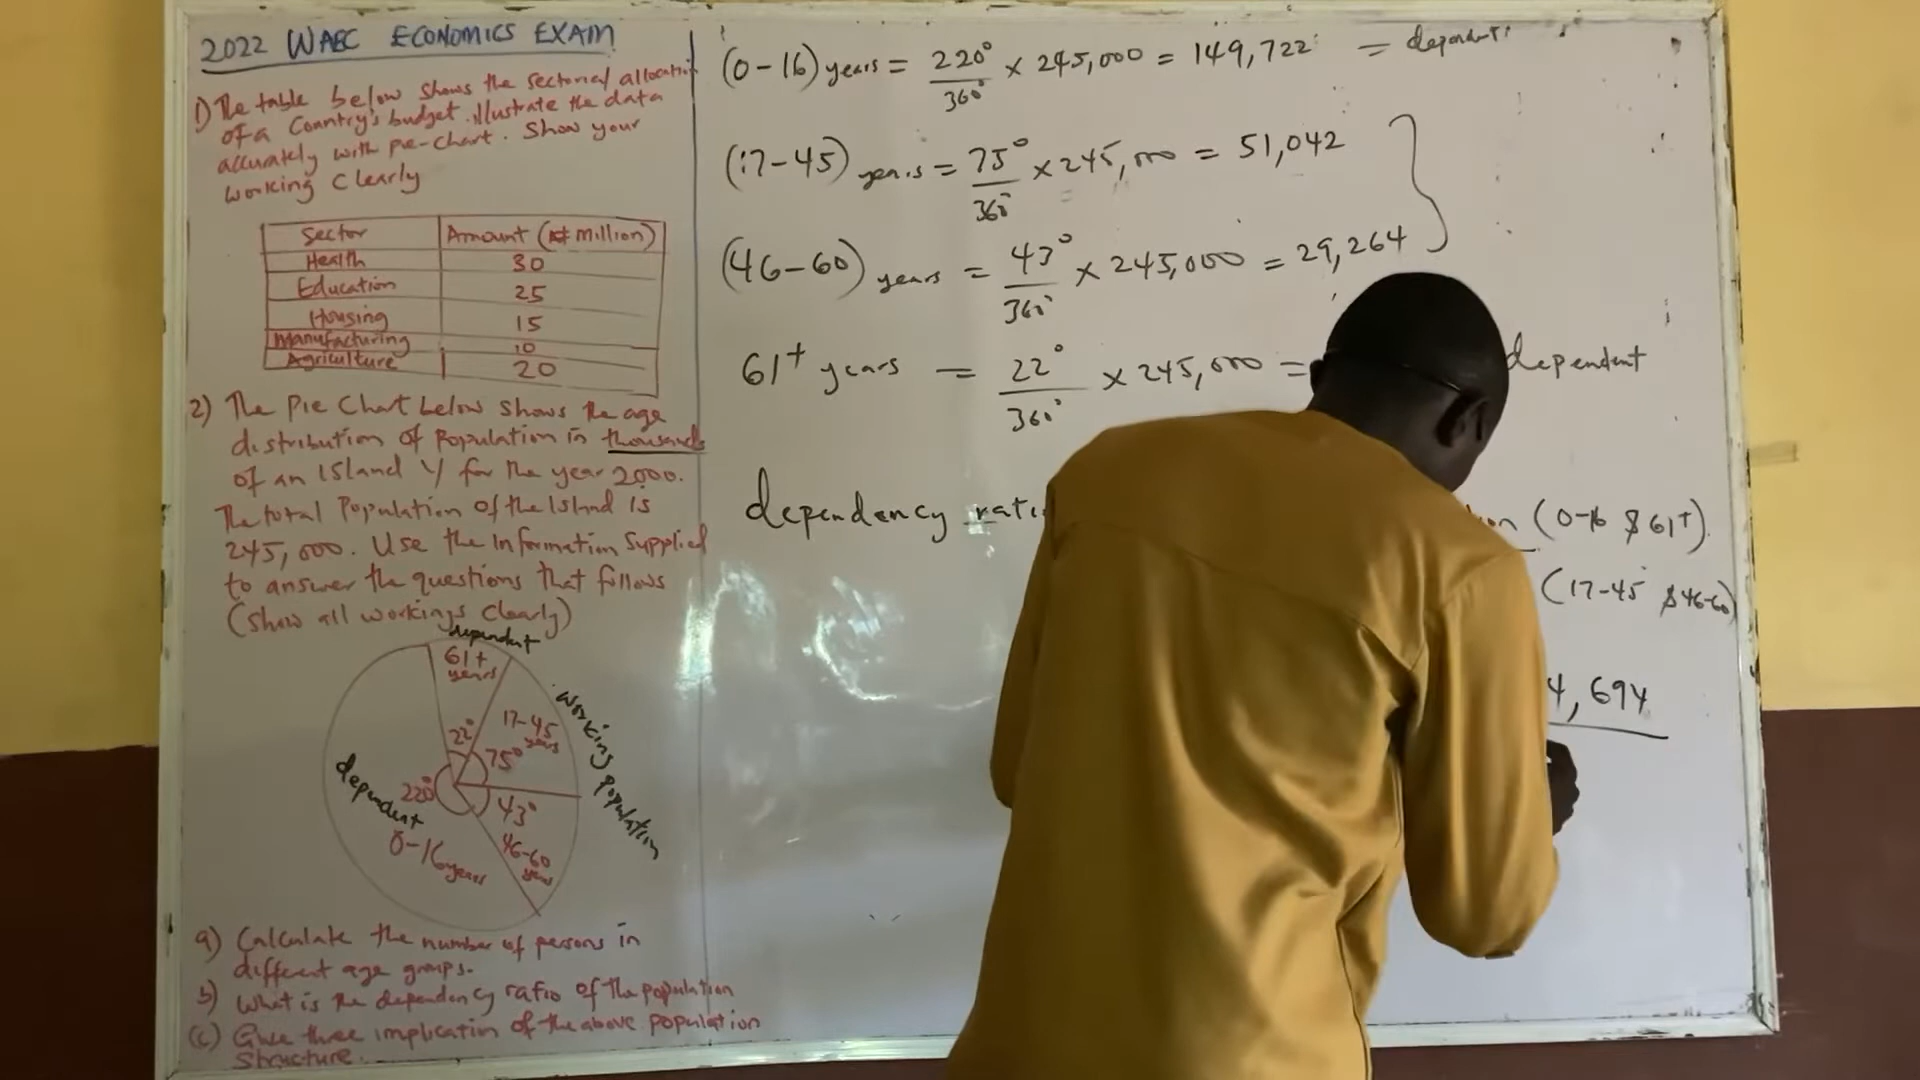 2022 WAEC ECONOMICS EXAM
1) The table below shows the sectorial allocation
of a Country's budget. Illustrate the data
accurately with pie-chart. Show your
working Clearly
Sector Amount (₦ Million)
Health 30
Education 25
Housing 15
Manufacturing 10
Agriculture 20
2) The Pie Chart below shows the age
distribution of Population in thousands
of an Island Y for the year 2000.
The total Population of the Island is
245,000. Use the Information Supplied
to answer the questions that follows
(Show all workings Clearly)
dependent
61+
years
22°
17-45
years
75°
working population
dependent
220°
0-16 years
43°
46-60
years
a) Calculate the number of persons in
different age groups.
b) What is the dependency ratio of the population
(c) Give three implication of the above population
Structure.
(0-16) years = 220°/360° × 245,000 = 149,722 = dependent
(17-45) years = 75°/360° × 245,000 = 51,042
(46-60) years = 43°/360° × 245,000 = 29,264
61+ years = 22°/360° × 245,000 = dependent
dependency (0-16 & 61+)
(17-45 & 46-60)
4,694